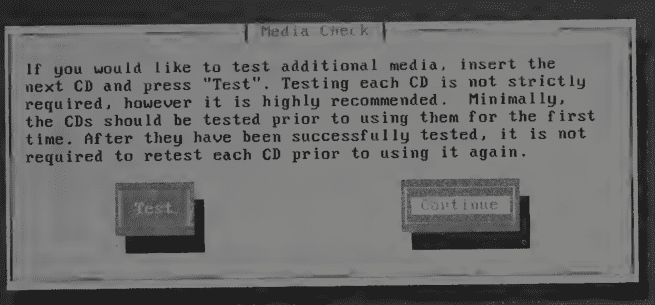 Media Check
If you would like to test additional media, insert the
next CD and press "Test". Testing each CD is not strictly
required, however it is highly recommended.  Minimally,
the CDs should be tested prior to using them for the first
time. After they have been successfully tested, it is not
required to retest each CD prior to using it again.
Test
Continue